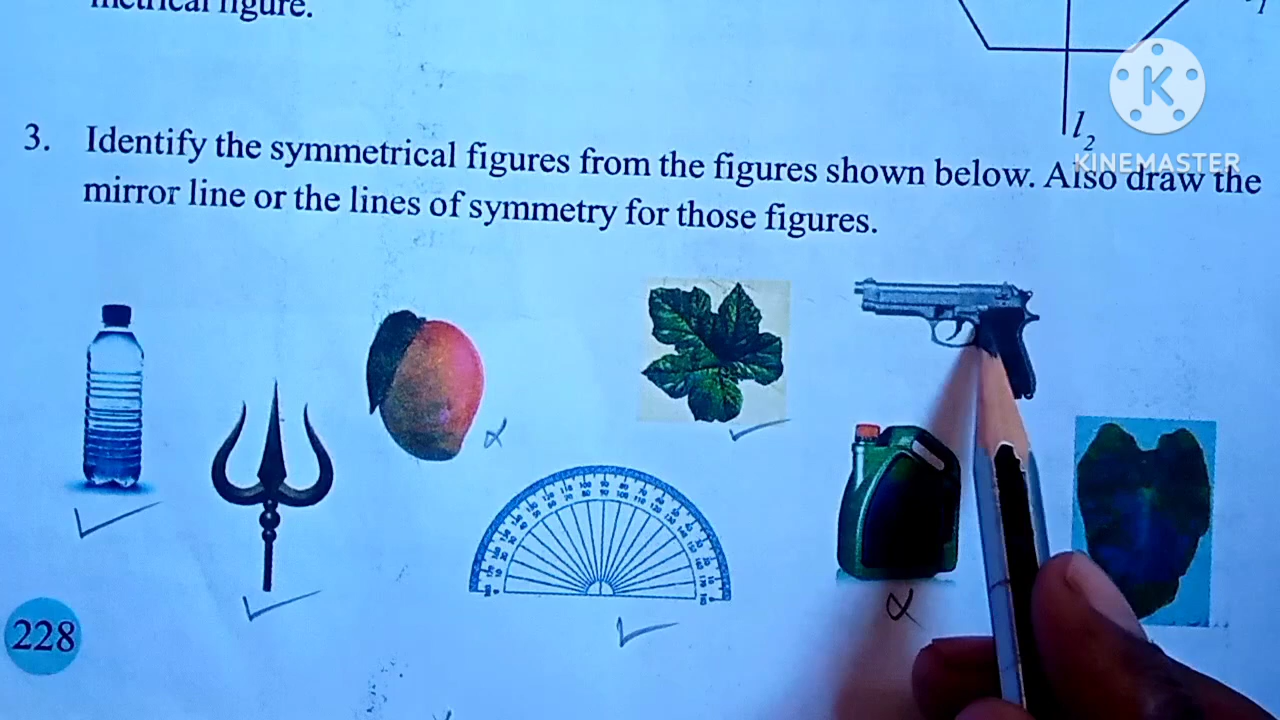 metrical figure.
l2
K
KINEMASTER
3. Identify the symmetrical figures from the figures shown below. Also draw the
mirror line or the lines of symmetry for those figures.
228